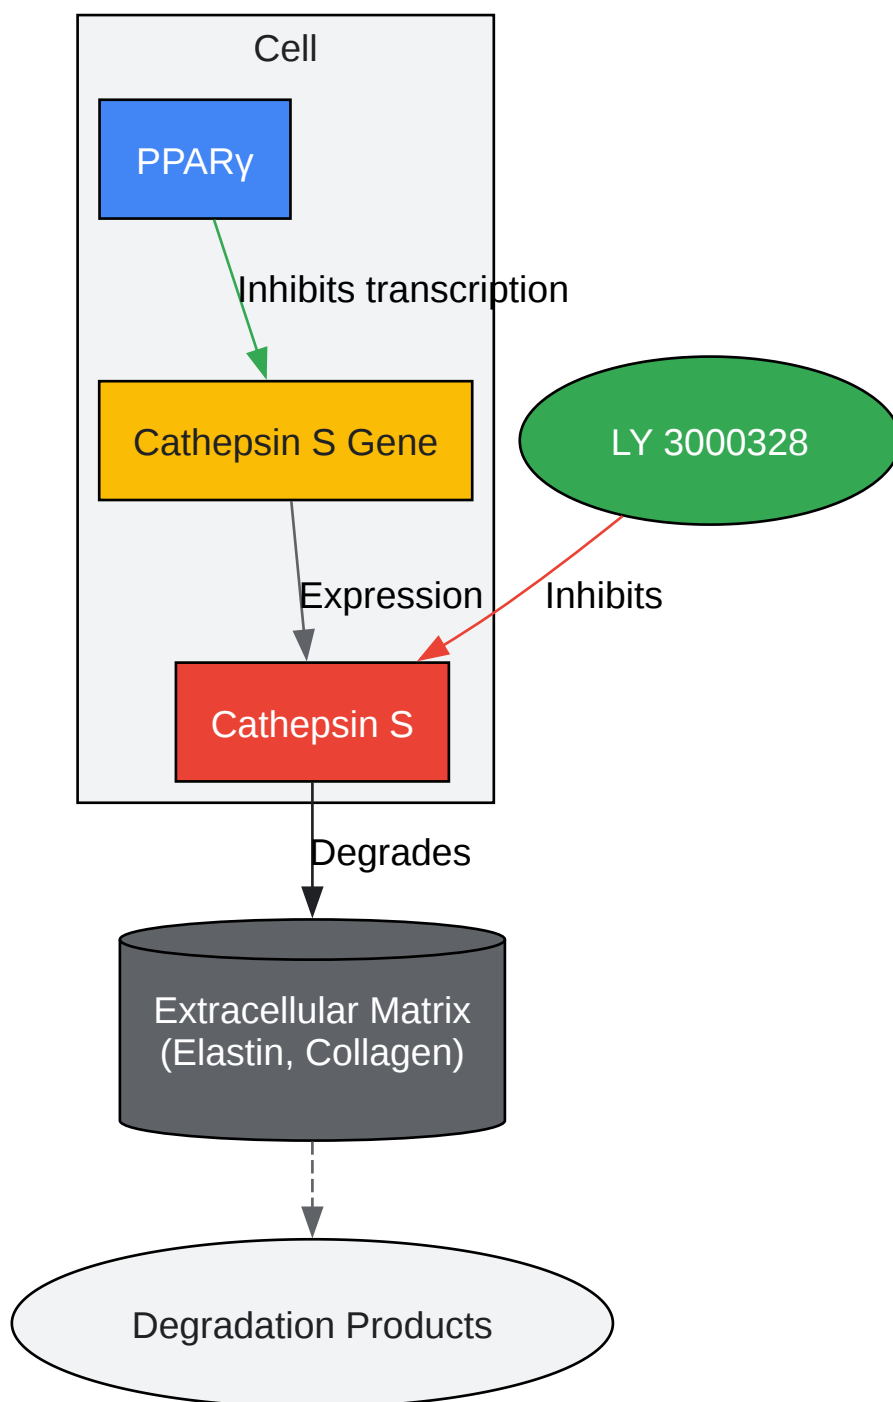 Cell
PPARγ
Inhibits transcription
Cathepsin S Gene
LY 3000328
Expression
Inhibits
Cathepsin S
Degrades
Extracellular Matrix
(Elastin, Collagen)
Degradation Products